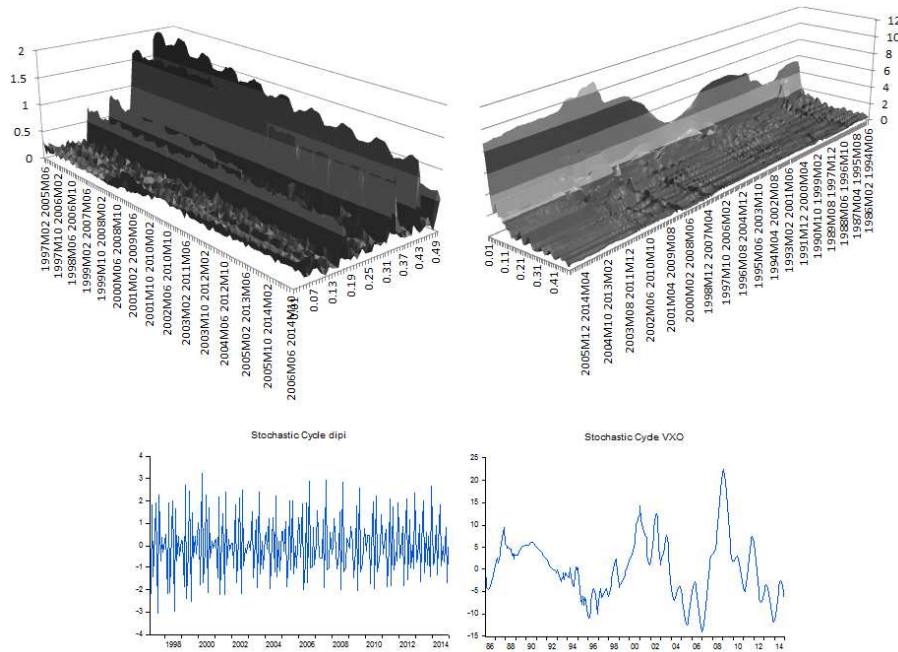 2
1.5
1
0.5
0
1997M02 2005M06
1997M10 2006M02
1998M06 2006M10
1999M02 2007M06
1999M10 2008M02
2000M06 2008M10
2001M02 2009M06
2001M10 2010M02
2002M06 2010M10
2003M02 2011M06
2003M10 2012M02
2004M06 2012M10
2005M02 2013M06
2005M10 2014M02
2006M06 2014M10
0.07
0.13
0.19
0.25
0.31
0.37
0.43
0.49
12
10
8
6
4
2
0
0.01
0.11
0.21
0.31
0.41
2005M12 2014M04
2004M10 2013M02
2003M08 2011M12
2002M06 2010M10
2001M04 2009M08
2000M02 2008M06
1998M12 2007M04
1997M10 2006M02
1996M08 2004M12
1995M06 2003M10
1994M04 2002M08
1993M02 2001M06
1991M12 2000M04
1990M10 1999M02
1989M08 1997M12
1988M06 1996M10
1987M04 1995M08
1986M02 1994M06
Stochastic Cycle dipi
4
3
2
1
0
-1
-2
-3
-4
1998 2000 2002 2004 2006 2008 2010 2012 2014
Stochastic Cycle VXO
25
20
15
10
5
0
-5
-10
-15
86 88 90 92 94 96 98 00 02 04 06 08 10 12 14